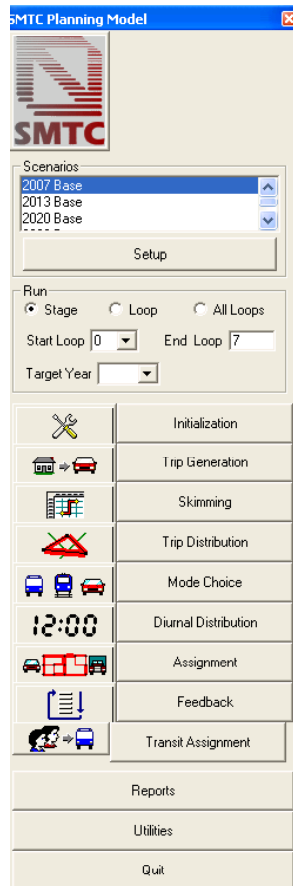 SMTC Planning Model
SMTC
Scenarios
2007 Base
2013 Base
2020 Base
Setup
Run
Stage Loop All Loops
Start Loop 0 End Loop 7
Target Year
Initialization
Trip Generation
Skimming
Trip Distribution
Mode Choice
12:00 Diurnal Distribution
Assignment
Feedback
Transit Assignment
Reports
Utilities
Quit